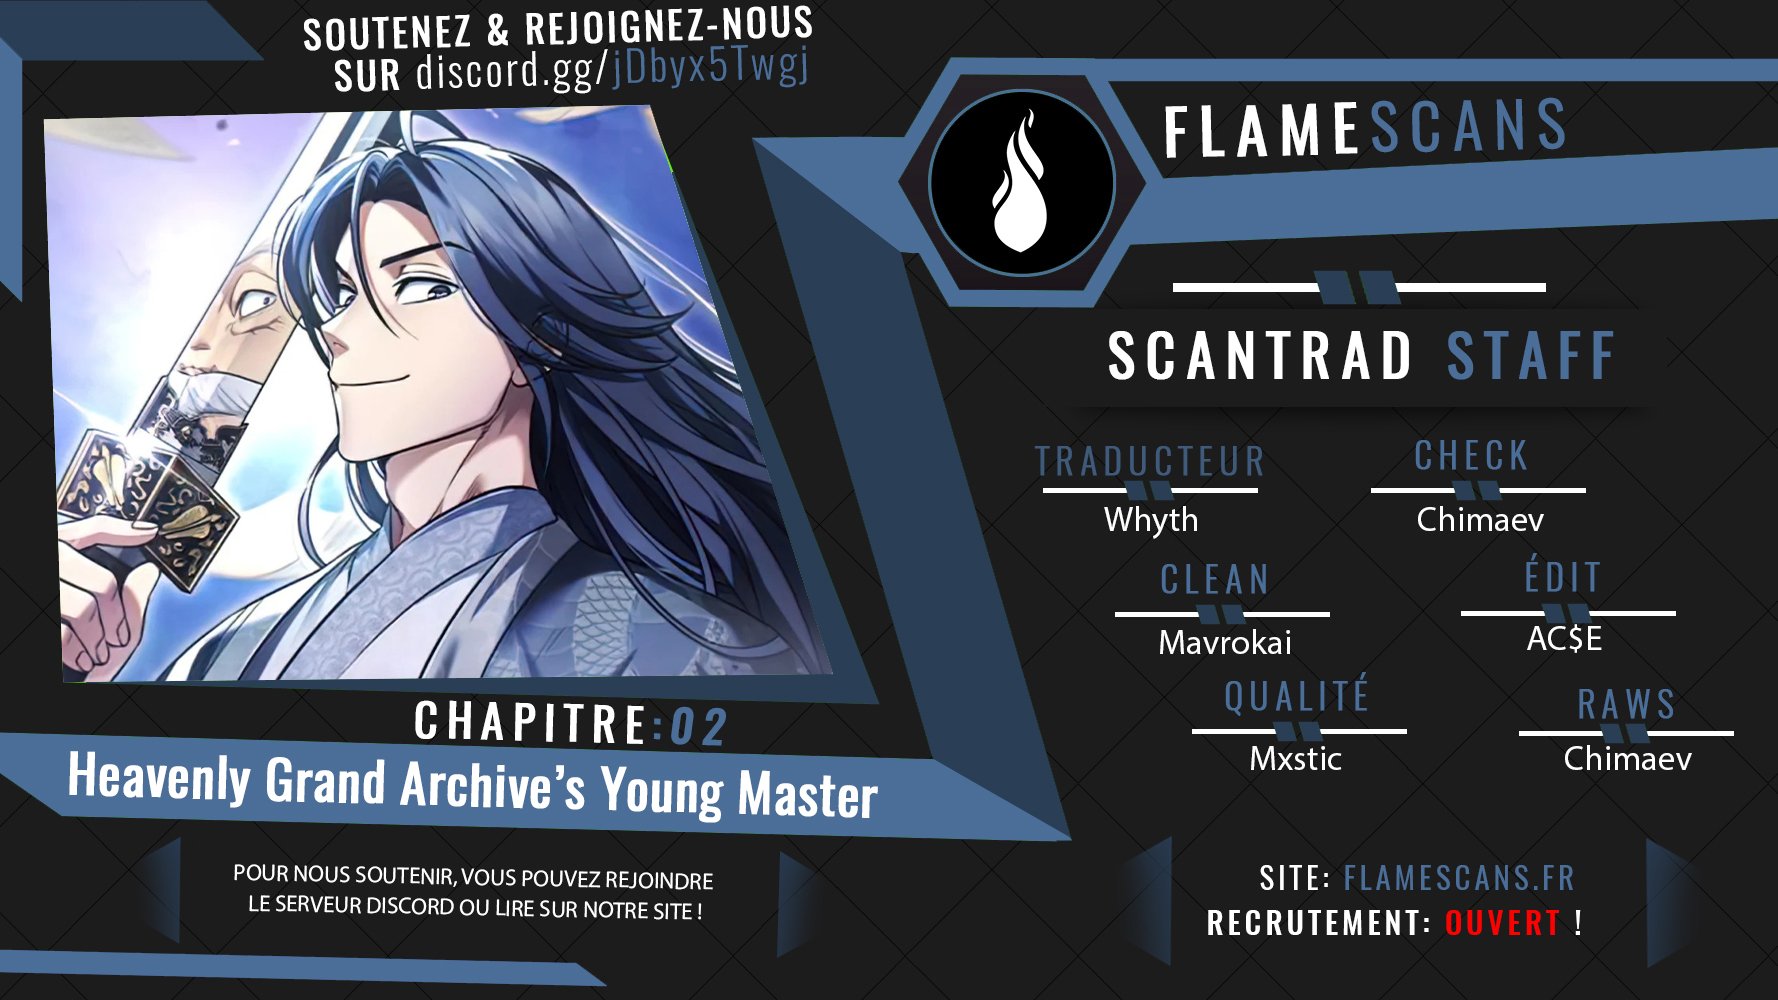 SOUTENEZ & REJOIGNEZ-NOUS
SUR discord.gg/jDbyx5Twgj
FLAMESCANS
SCANTRAD STAFF
TRADUCTEUR
Whyth
CHECK
Chimaev
CLEAN
Mavrokai
ÉDIT
AC$E
QUALITÉ
Mxstic
RAWS
Chimaev
CHAPITRE:02
Heavenly Grand Archive’s Young Master
POUR NOUS SOUTENIR, VOUS POUVEZ REJOINDRE
LE SERVEUR DISCORD OU LIRE SUR NOTRE SITE !
SITE: FLAMESCANS.FR
RECRUTEMENT: OUVERT !